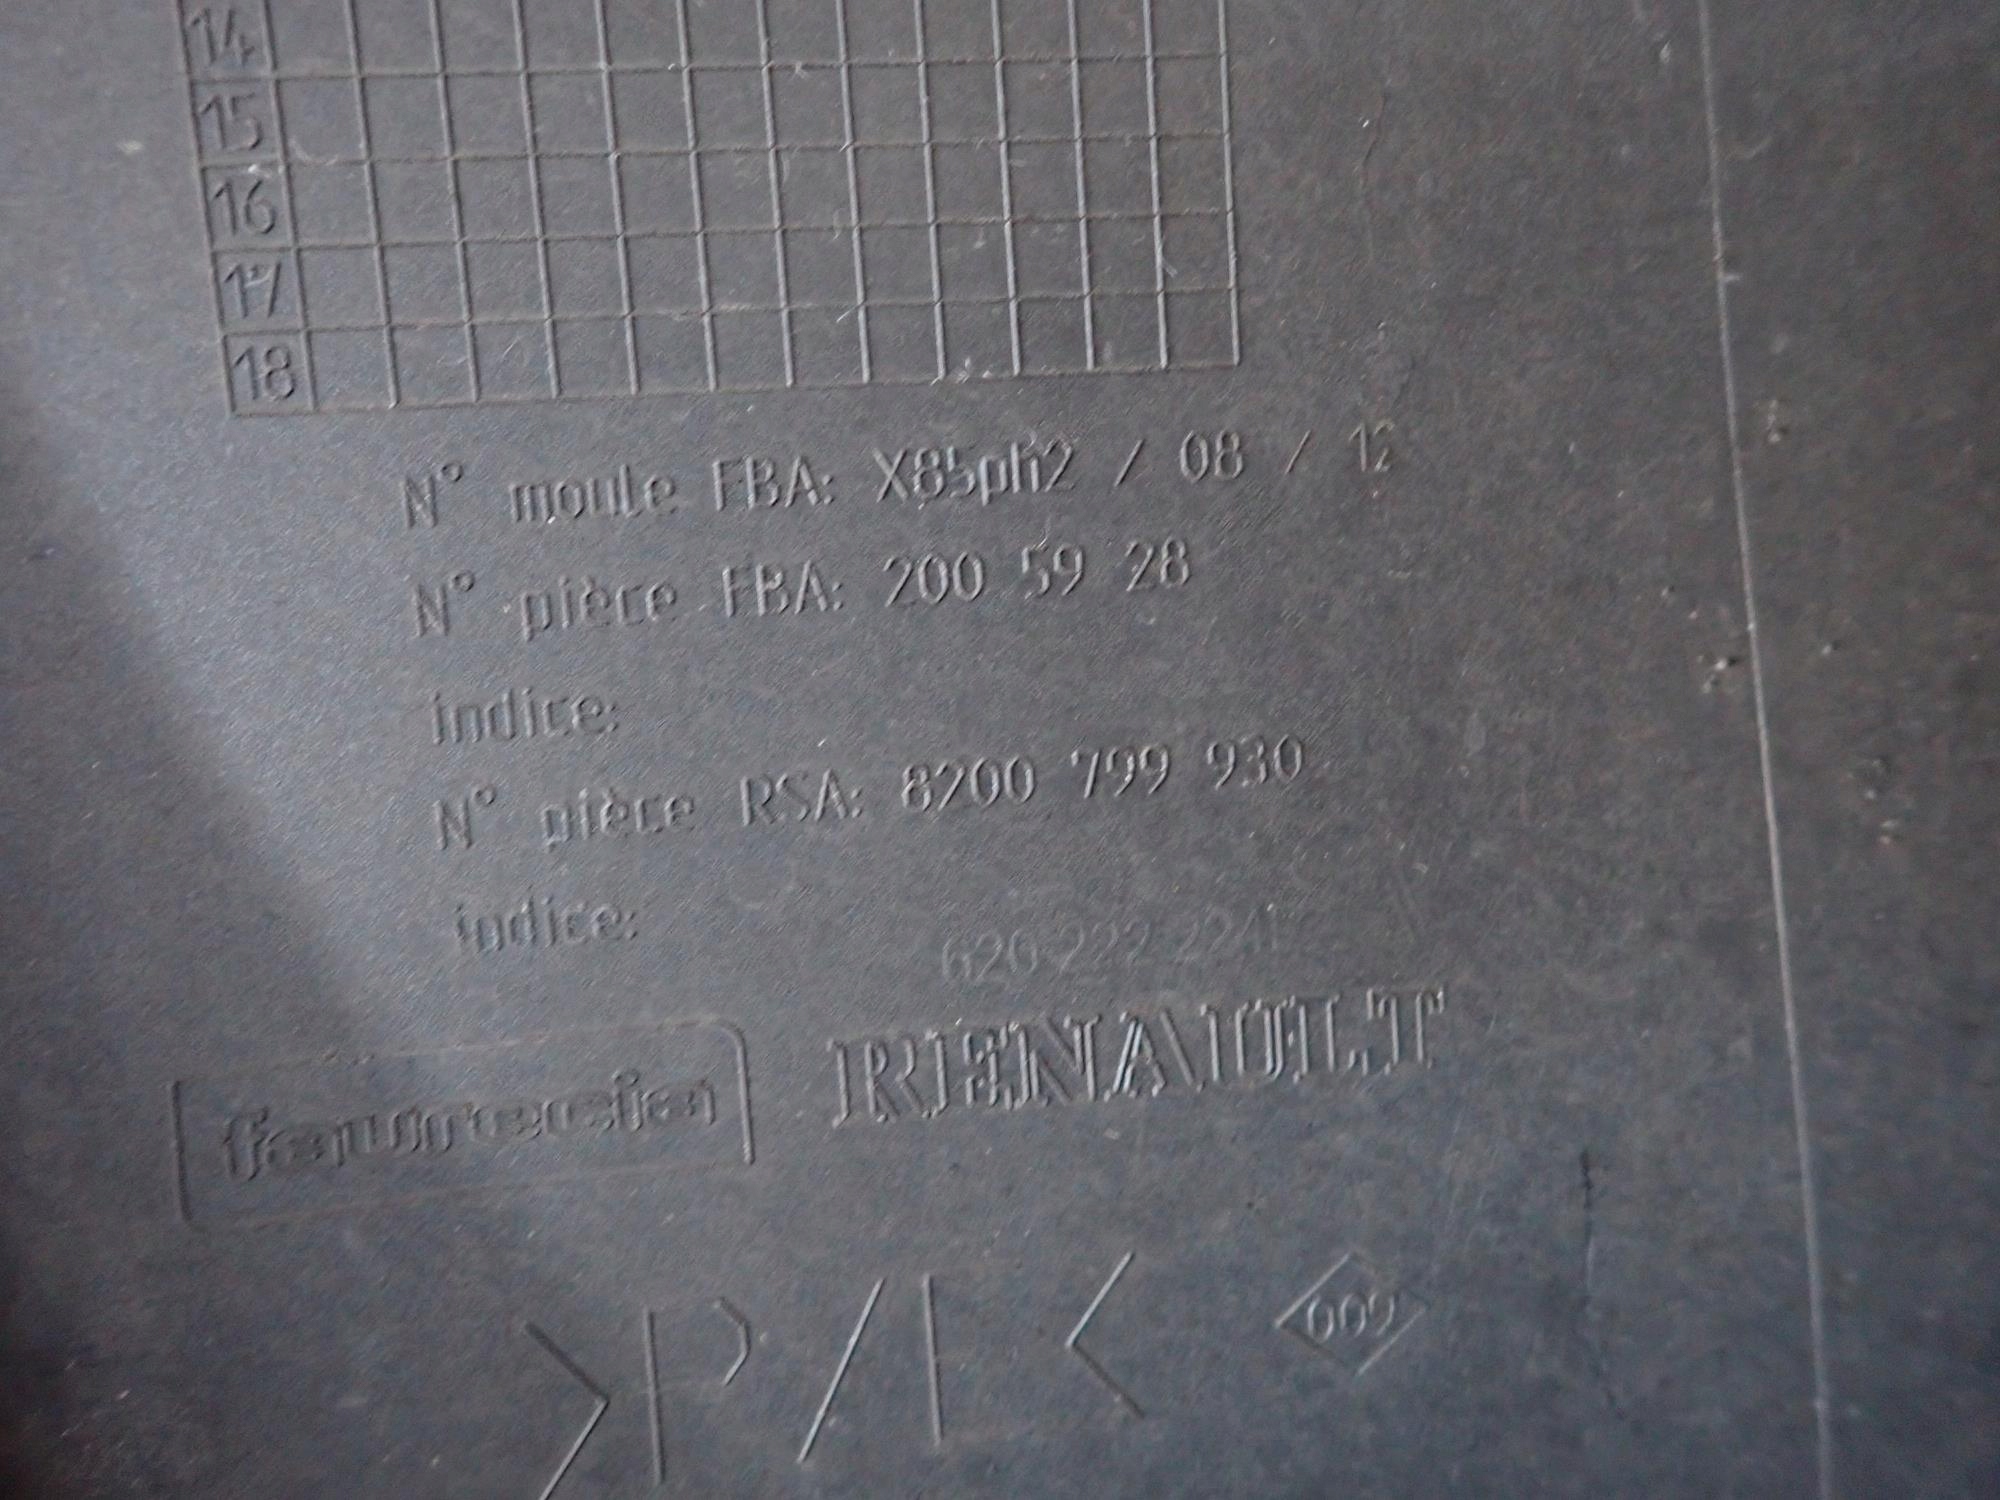 14
15
16
17
18
N° moule FBA: X85ph2 / 08 / 12
N° pièce FBA: 200 59 28
indice:
N° pièce RSA: 8200 799 930
indice:
faurecia RENAULT
009